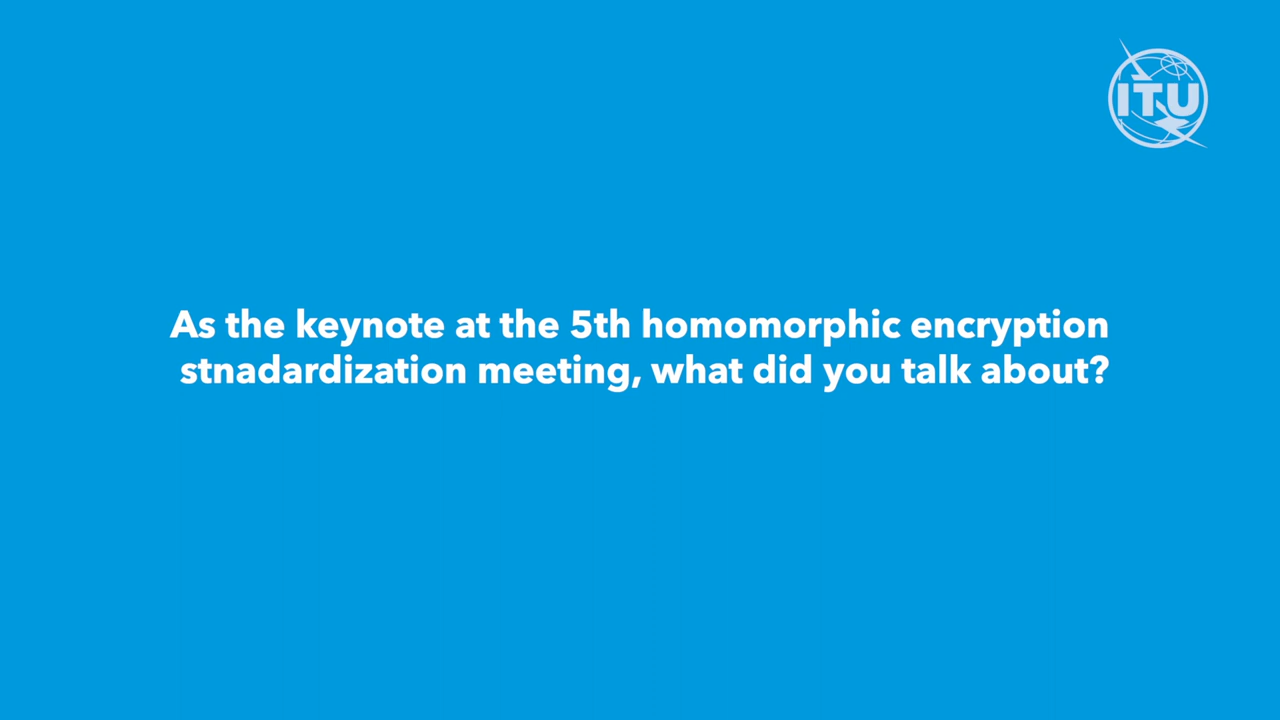 ITU
As the keynote at the 5th homomorphic encryption
stnadardization meeting, what did you talk about?